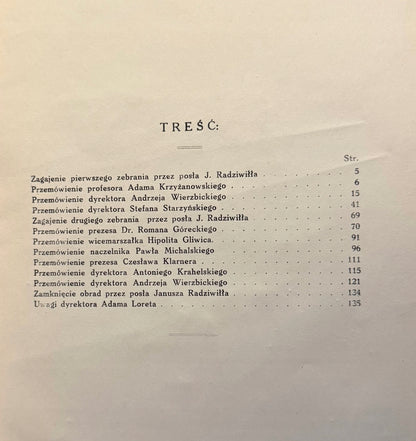 TREŚĆ:
Str.
Zagajenie pierwszego zebrania przez posła J. Radziwiłła . . . . . . . . 5
Przemówienie profesora Adama Krzyżanowskiego . . . . . . . . . . 6
Przemówienie dyrektora Andrzeja Wierzbickiego . . . . . . . . . . 15
Przemówienie dyrektora Stefana Starzyńskiego . . . . . . . . . . . 41
Zagajenie drugiego zebrania przez posła J. Radziwiłła . . . . . . . . 69
Przemówienie prezesa Dr. Romana Góreckiego . . . . . . . . . . . 70
Przemówienie wicemarszałka Hipolita Gliwica. . . . . . . . . . . . 91
Przemówienie naczelnika Pawła Michalskiego . . . . . . . . . . . 96
Przemówienie prezesa Czesława Klarnera . . . . . . . . . . . . . 111
Przemówienie dyrektora Antoniego Krahelskiego . . . . . . . . . . 115
Przemówienie dyrektora Andrzeja Wierzbickiego . . . . . . . . . . 121
Zamknięcie obrad przez posła Janusza Radziwiłła . . . . . . . . . . 134
Uwagi dyrektora Adama Loreta . . . . . . . . . . . . . . . . 135